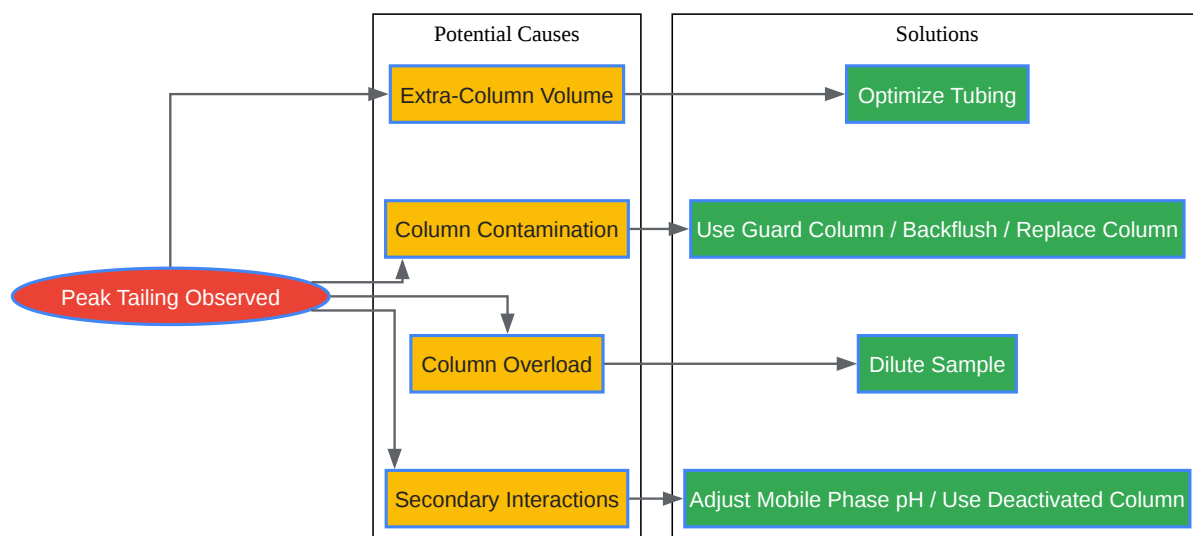 Potential Causes
Solutions
Extra-Column Volume
Optimize Tubing
Column Contamination
Use Guard Column / Backflush / Replace Column
Peak Tailing Observed
Column Overload
Dilute Sample
Secondary Interactions
Adjust Mobile Phase pH / Use Deactivated Column